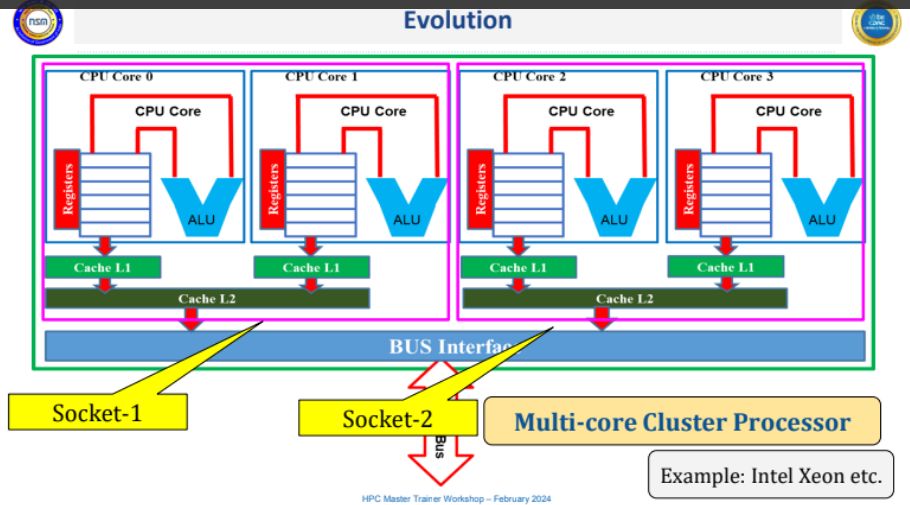 nsm
Evolution
CPU Core 0
CPU Core 1
CPU Core 2
CPU Core 3
CPU Core
CPU Core
CPU Core
CPU Core
Registers
ALU
Registers
ALU
Registers
ALU
Registers
ALU
Cache L1
Cache L1
Cache L1
Cache L1
Cache L2
Cache L2
BUS Interfac
Socket-1
Socket-2
Bus
Multi-core Cluster Processor
Example: Intel Xeon etc.
HPC Master Trainer Workshop – February 2024